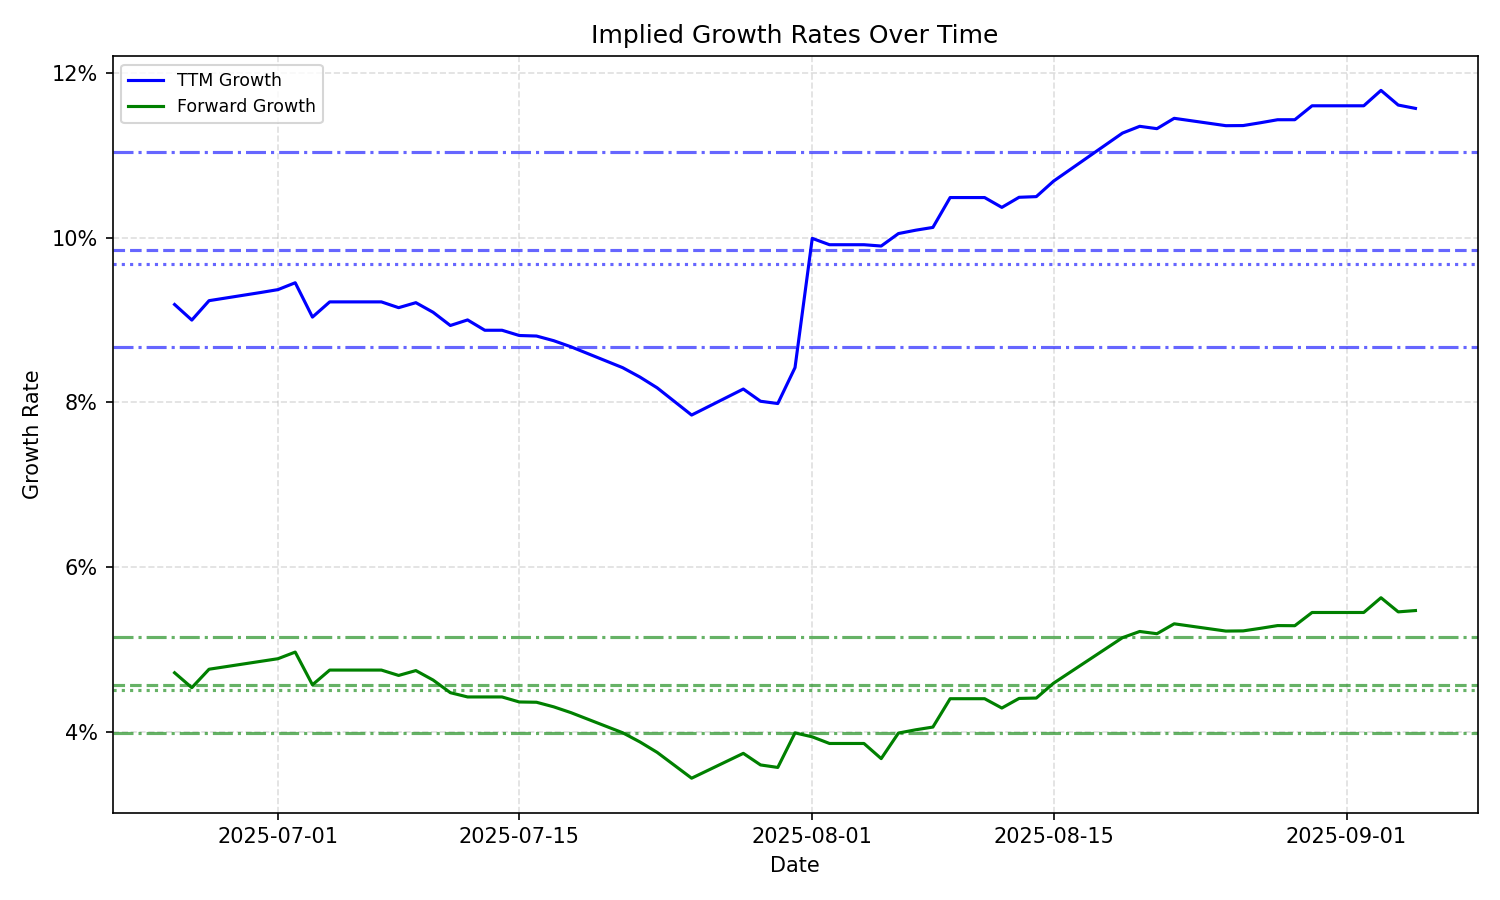 Implied Growth Rates Over Time
TTM Growth
Forward Growth
12%
10%
8%
6%
4%
Growth Rate
2025-07-01
2025-07-15
2025-08-01
2025-08-15
2025-09-01
Date